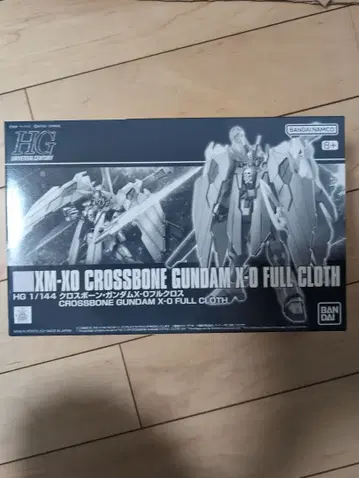 HG
UNIVERSAL CENTURY
BANDAI NAMCO
8+
XM-X0 CROSSBONE GUNDAM X-0 FULL CLOTH
HG 1/144 クロスボーン・ガンダムX-0フルクロス
CROSSBONE GUNDAM X-0 FULL CLOTH
BAN
DAI